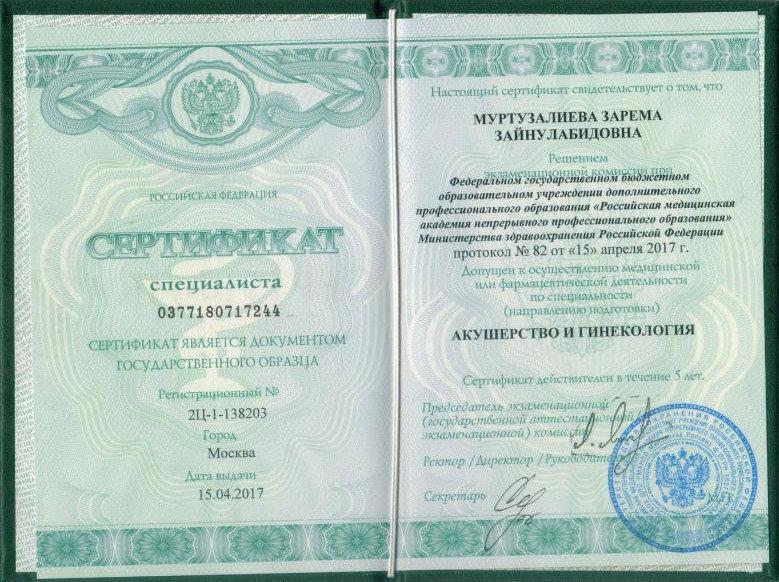 РОССИЙСКАЯ ФЕДЕРАЦИЯ
СЕРТИФИКАТ
специалиста
0377180717244
СЕРТИФИКАТ ЯВЛЯЕТСЯ ДОКУМЕНТОМ
ГОСУДАРСТВЕННОГО ОБРАЗЦА
Регистрационный №
2Ц-1-138203
Город
Москва
Дата выдачи
15.04.2017
Настоящий сертификат свидетельствует о том, что
МУРТУЗАЛИЕВА ЗАРЕМА
ЗАЙНУЛАБИДОВНА
Решением
экзаменационной комиссии при
Федеральном государственном бюджетном
образовательном учреждении дополнительного
профессионального образования «Российская медицинская
академия непрерывного профессионального образования»
Министерства здравоохранения Российской Федерации
протокол № 82 от «15» апреля 2017 г.
Допущен к осуществлению медицинской
или фармацевтической деятельности
по специальности
(направлению подготовки)
АКУШЕРСТВО И ГИНЕКОЛОГИЯ
Сертификат действителен в течение 5 лет.
Председатель экзаменационной
(государственной аттестационной
экзаменационной) комиссии
Ректор /Директор / Руководитель
Секретарь